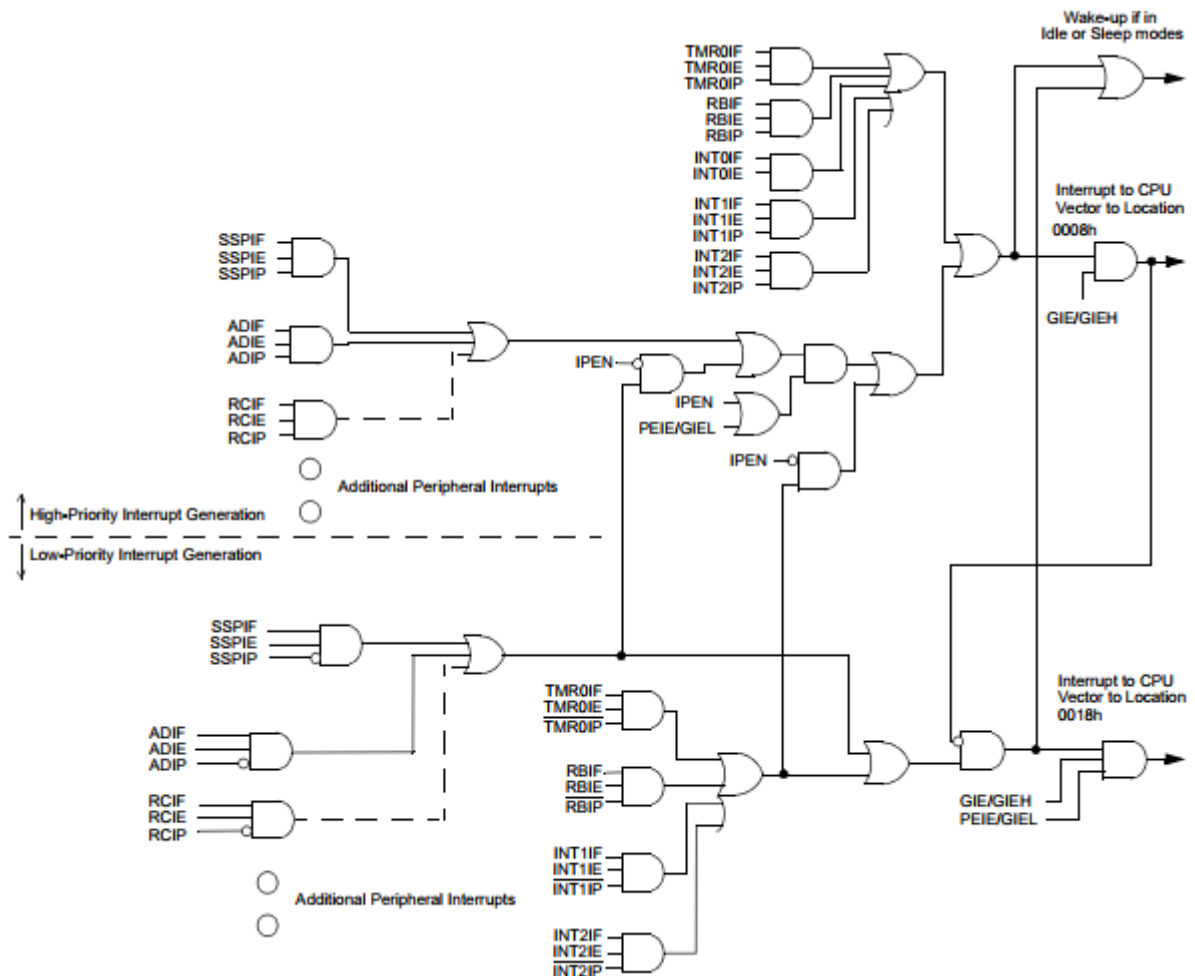 Wake-up if in
Idle or Sleep modes
TMR0IF
TMR0IE
TMR0IP
RBIF
RBIE
RBIP
INT0IF
INT0IE
INT1IF
INT1IE
INT1IP
INT2IF
INT2IE
INT2IP
Interrupt to CPU
Vector to Location
0008h
GIE/GIEH
SSPIF
SSPIE
SSPIP
ADIF
ADIE
ADIP
RCIF
RCIE
RCIP
IPEN
IPEN
PEIE/GIEL
IPEN
Additional Peripheral Interrupts
High-Priority Interrupt Generation
Low-Priority Interrupt Generation
SSPIF
SSPIE
SSPIP
ADIF
ADIE
ADIP
RCIF
RCIE
RCIP
Additional Peripheral Interrupts
TMR0IF
TMR0IE
TMR0IP
RBIF
RBIE
RBIP
INT1IF
INT1IE
INT1IP
INT2IF
INT2IE
INT2IP
Interrupt to CPU
Vector to Location
0018h
GIE/GIEH
PEIE/GIEL